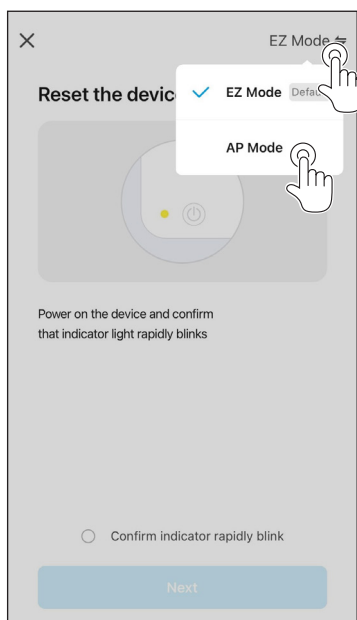 EZ Mode
Reset the devic
EZ Mode Defau
AP Mode
Power on the device and confirm
that indicator light rapidly blinks
Confirm indicator rapidly blink
Next